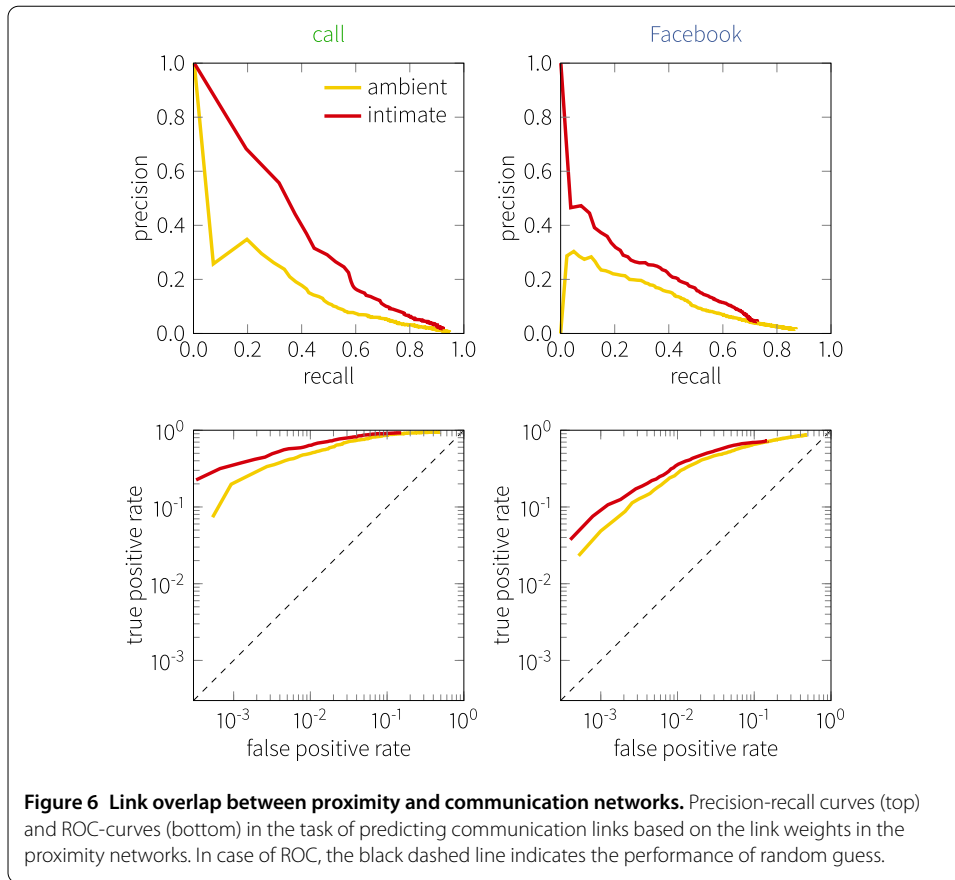 call
Facebook
1.0
0.8
0.6
0.4
0.2
0.0
precision
ambient
intimate
0.0 0.2 0.4 0.6 0.8 1.0
recall
1.0
0.8
0.6
0.4
0.2
0.0
precision
0.0 0.2 0.4 0.6 0.8 1.0
recall
10^0
10^-1
10^-2
10^-3
true positive rate
10^-3 10^-2 10^-1 10^0
false positive rate
10^0
10^-1
10^-2
10^-3
true positive rate
10^-3 10^-2 10^-1 10^0
false positive rate
Figure 6 Link overlap between proximity and communication networks. Precision-recall curves (top)
and ROC-curves (bottom) in the task of predicting communication links based on the link weights in the
proximity networks. In case of ROC, the black dashed line indicates the performance of random guess.